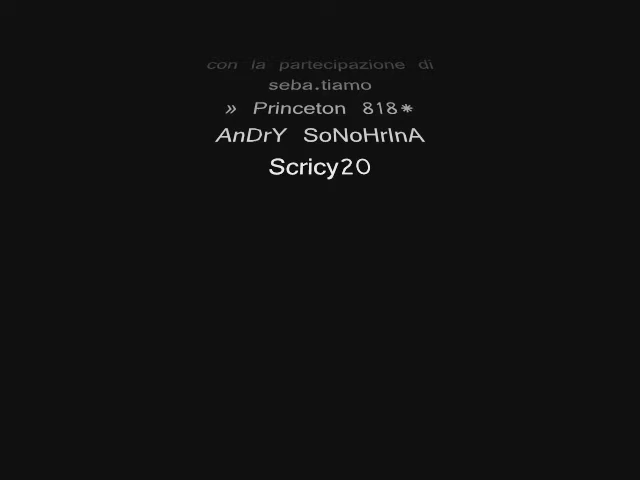 con la partecipazione di
seba.tiamo
» Princeton 818*
AnDrY SoNoHrInA
Scricy20